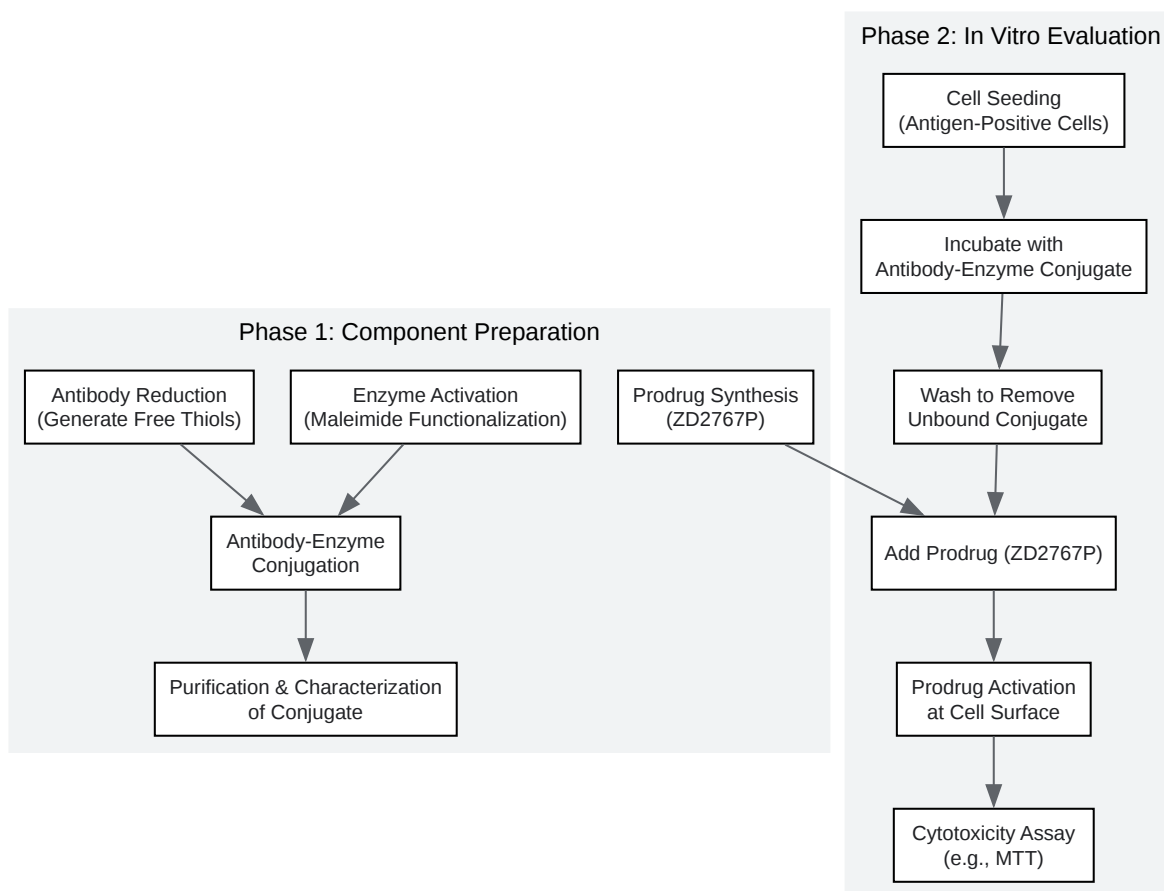 Phase 1: Component Preparation
Antibody Reduction
(Generate Free Thiols)
Enzyme Activation
(Maleimide Functionalization)
Prodrug Synthesis
(ZD2767P)
Antibody-Enzyme
Conjugation
Purification & Characterization
of Conjugate
Phase 2: In Vitro Evaluation
Cell Seeding
(Antigen-Positive Cells)
Incubate with
Antibody-Enzyme Conjugate
Wash to Remove
Unbound Conjugate
Add Prodrug (ZD2767P)
Prodrug Activation
at Cell Surface
Cytotoxicity Assay
(e.g., MTT)